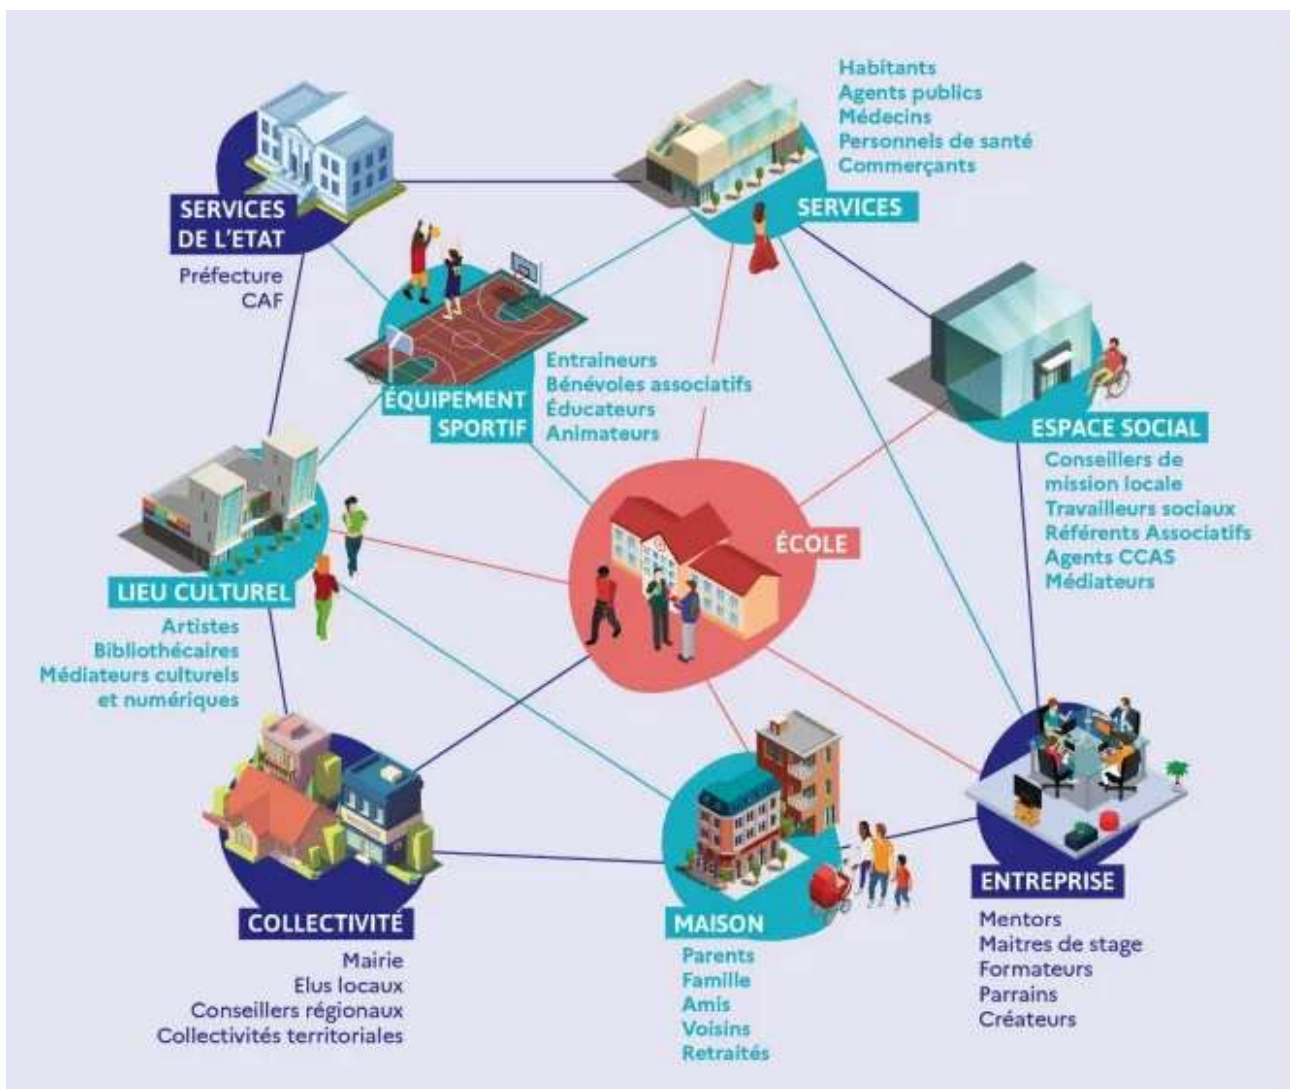 Habitants
Agents publics
Médecins
Personnels de santé
Commerçants
SERVICES
SERVICES
DE L'ETAT
Préfecture
CAF
Entraineurs
Bénévoles associatifs
Éducateurs
Animateurs
ÉQUIPEMENT
SPORTIF
ESPACE SOCIAL
Conseillers de
mission locale
Travailleurs sociaux
Référents Associatifs
Agents CCAS
Médiateurs
ÉCOLE
LIEU CULTUREL
Artistes
Bibliothécaires
Médiateurs culturels
et numériques
COLLECTIVITÉ
Mairie
Elus locaux
Conseillers régionaux
Collectivités territoriales
MAISON
Parents
Famille
Amis
Voisins
Retraités
ENTREPRISE
Mentors
Maitres de stage
Formateurs
Parrains
Créateurs